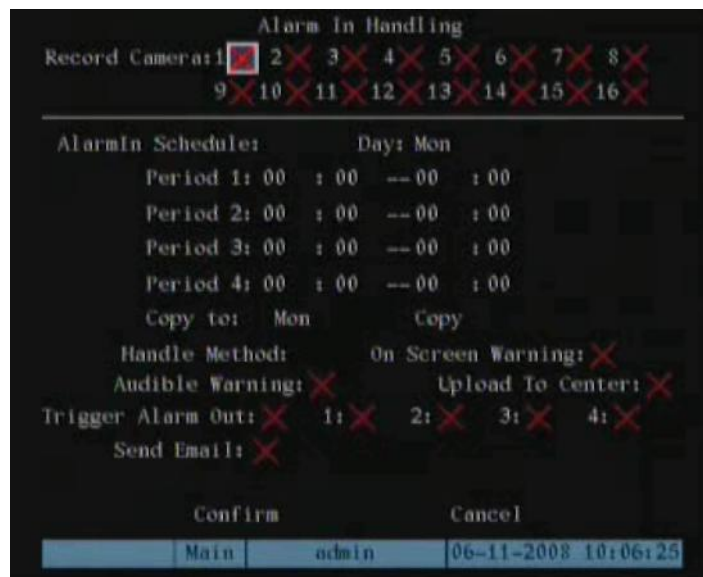 Alarm In Handling
Record Camera:1 2 3 4 5 6 7 8
9 10 11 12 13 14 15 16
AlarmIn Schedule: Day: Mon
Period 1: 00 : 00 --00 : 00
Period 2: 00 : 00 --00 : 00
Period 3: 00 : 00 --00 : 00
Period 4: 00 : 00 --00 : 00
Copy to: Mon Copy
Handle Method: On Screen Warning:
Audible Warning: Upload To Center:
Trigger Alarm Out: 1: 2: 3: 4:
Send Email:
Confirm Cancel
Main admin 06-11-2008 10:06:25